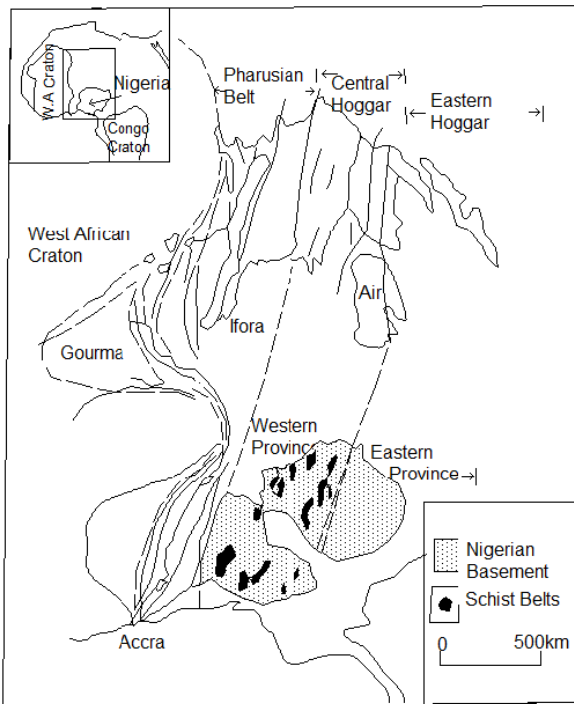 W.A Craton
Nigeria
Congo
Craton
Pharusian
Belt
Central
Hoggar
Eastern
Hoggar
West African
Craton
Air
Ifora
Gourma
Western
Province
Eastern
Province
Nigerian
Basement
Schist Belts
0 500km
Accra